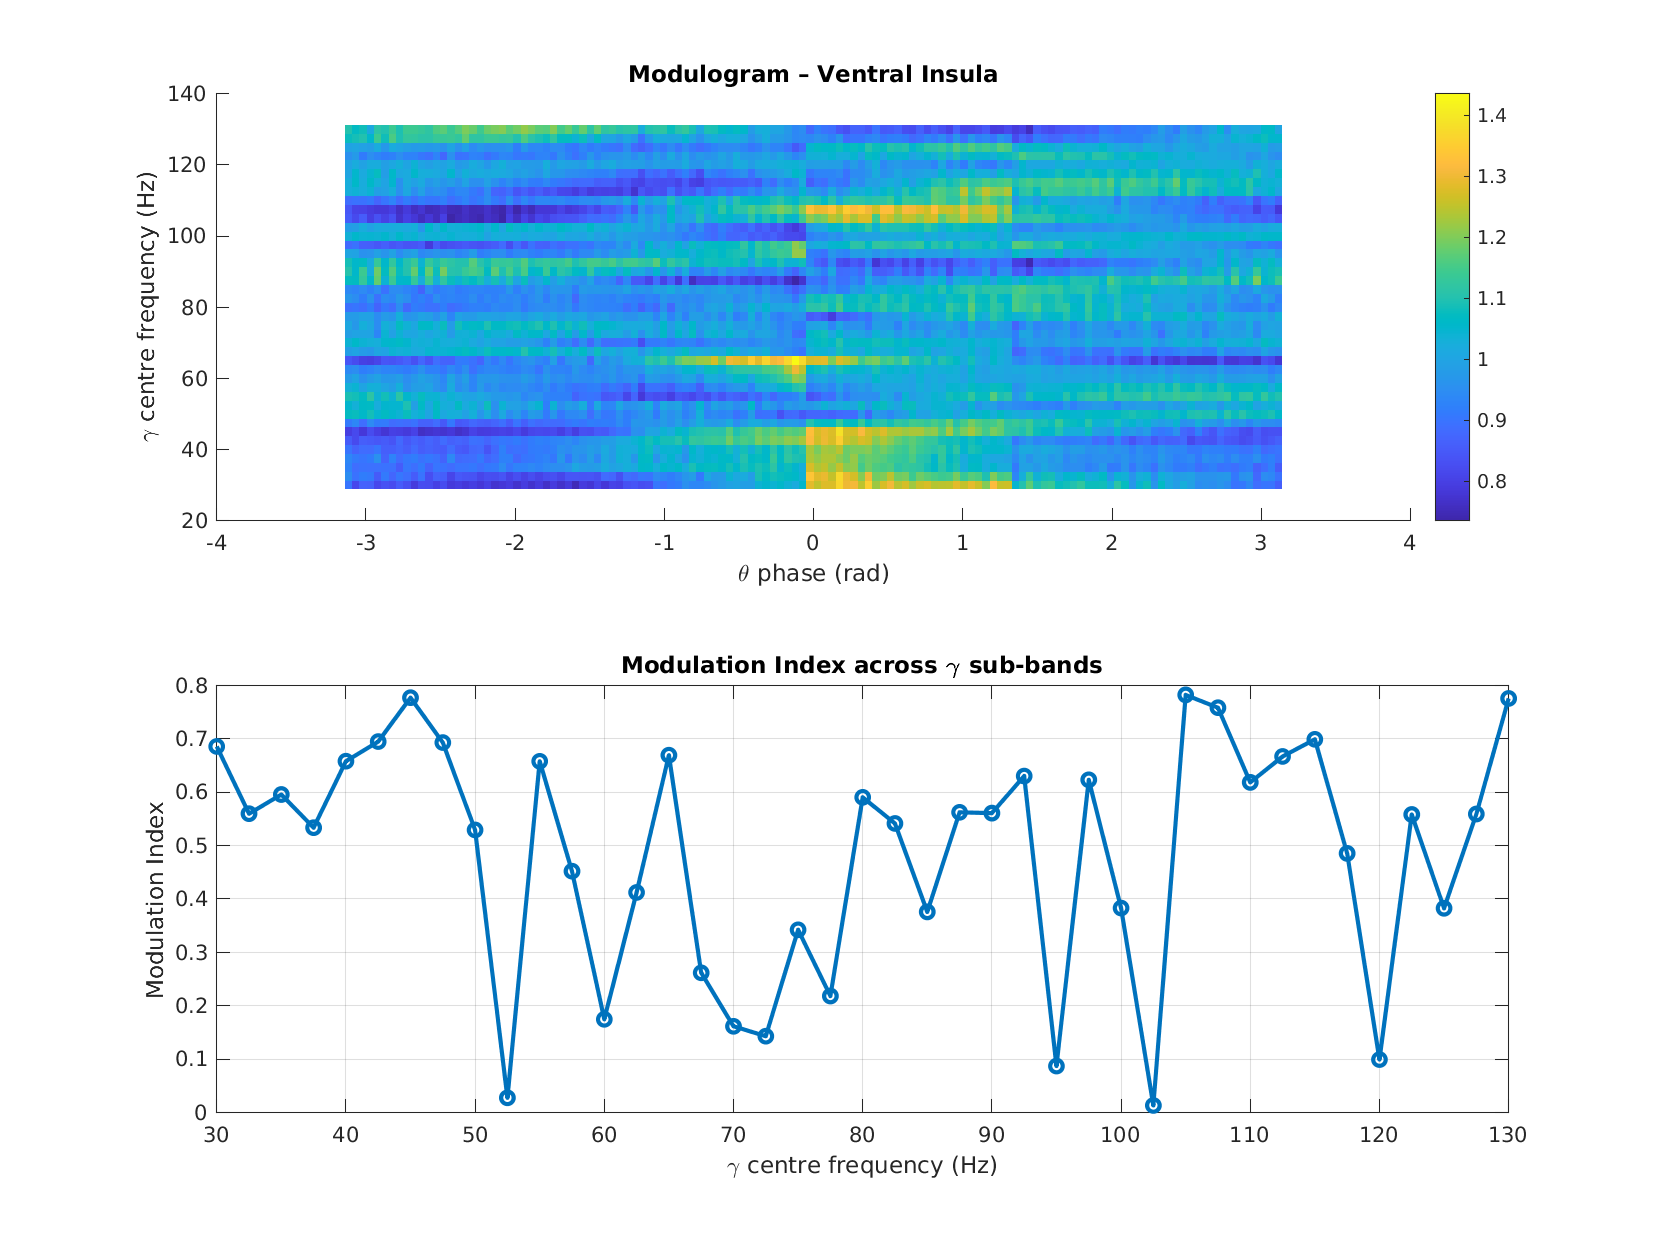 Modulogram – Ventral Insula
γ centre frequency (Hz)
140
120
100
80
60
40
20
-4 -3 -2 -1 0 1 2 3 4
θ phase (rad)
1.4
1.3
1.2
1.1
1
0.9
0.8
Modulation Index across γ sub-bands
Modulation Index
0.8
0.7
0.6
0.5
0.4
0.3
0.2
0.1
0
30 40 50 60 70 80 90 100 110 120 130
γ centre frequency (Hz)